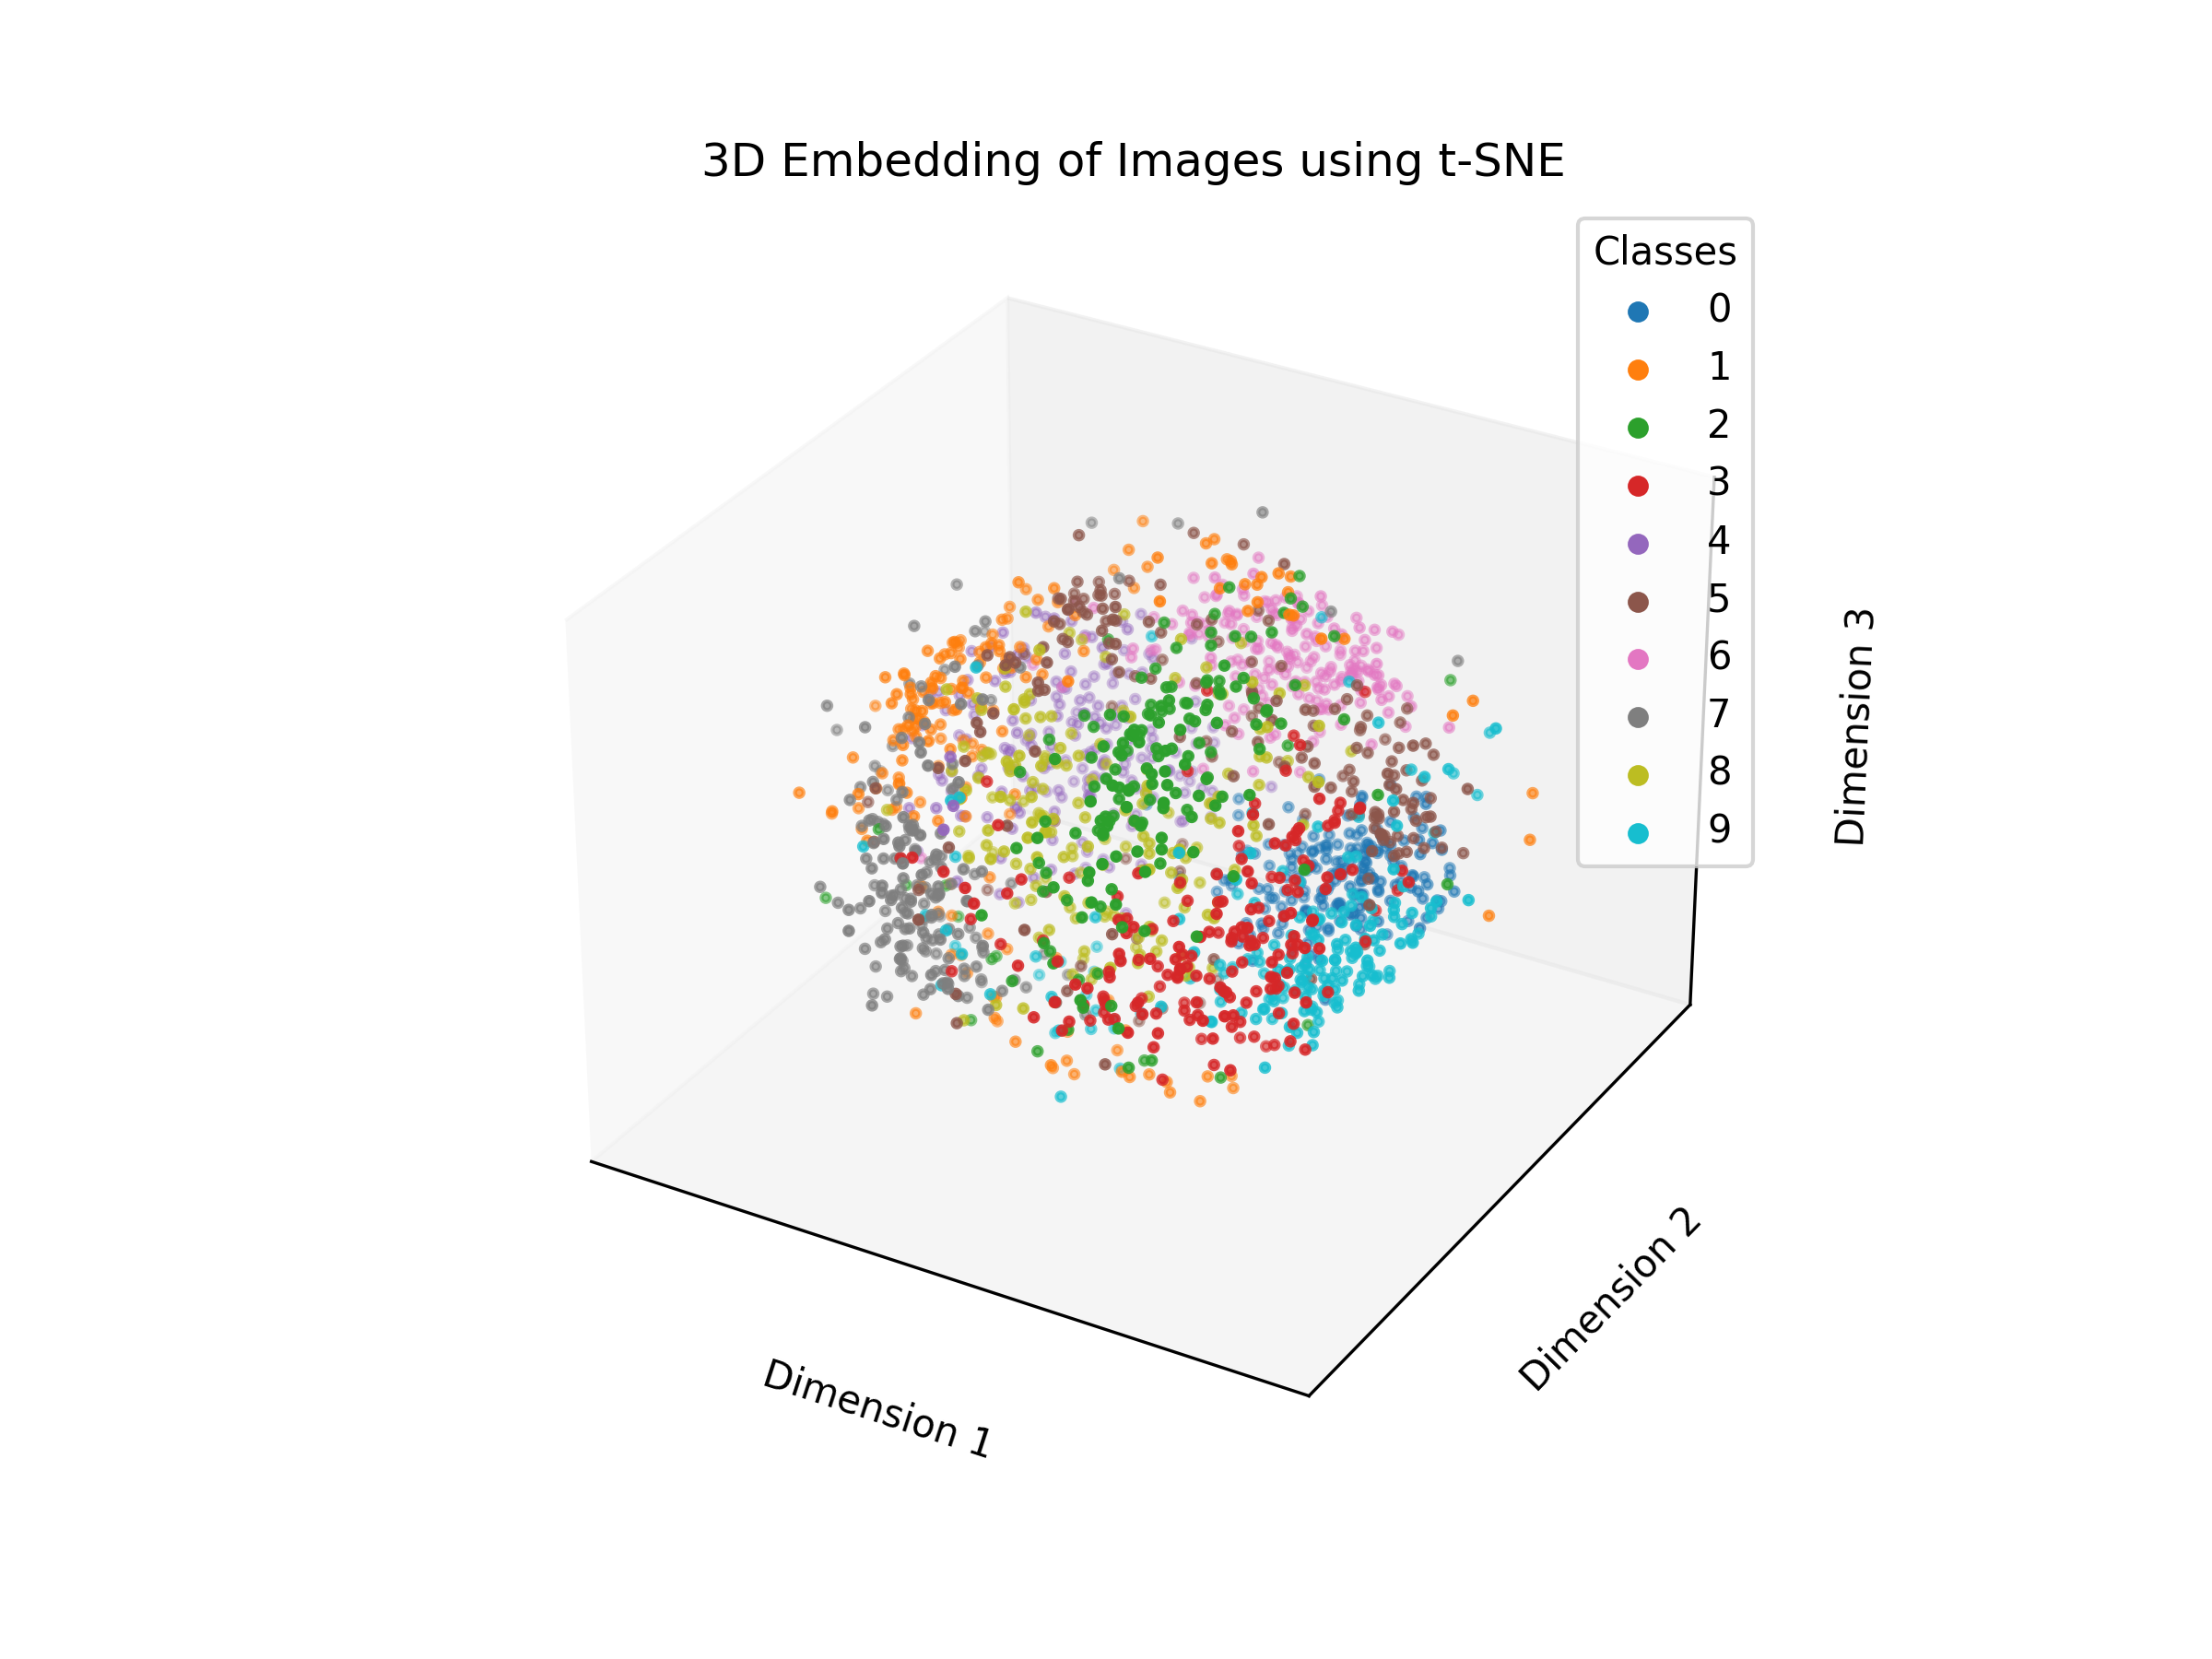 3D Embedding of Images using t-SNE
Classes
0
1
2
3
4
5
6
7
8
9
Dimension 3
Dimension 2
Dimension 1